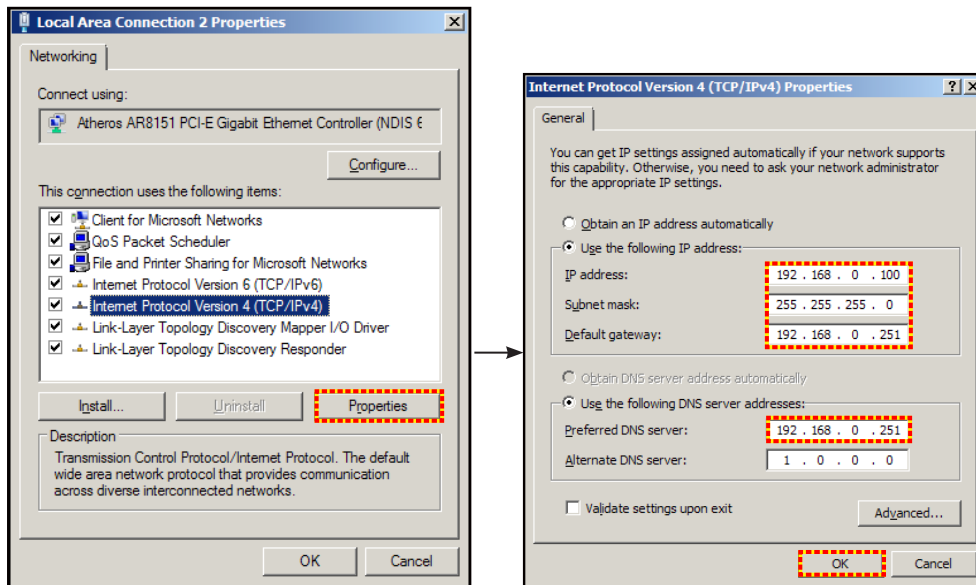 Local Area Connection 2 Properties
Networking
Connect using:
Atheros AR8151 PCI-E Gigabit Ethernet Controller (NDIS 6
Configure...
This connection uses the following items:
Client for Microsoft Networks
QoS Packet Scheduler
File and Printer Sharing for Microsoft Networks
Internet Protocol Version 6 (TCP/IPv6)
Internet Protocol Version 4 (TCP/IPv4)
Link-Layer Topology Discovery Mapper I/O Driver
Link-Layer Topology Discovery Responder
Install...
Uninstall
Properties
Description
Transmission Control Protocol/Internet Protocol. The default
wide area network protocol that provides communication
across diverse interconnected networks.
OK
Cancel
Internet Protocol Version 4 (TCP/IPv4) Properties
General
You can get IP settings assigned automatically if your network supports
this capability. Otherwise, you need to ask your network administrator
for the appropriate IP settings.
Obtain an IP address automatically
Use the following IP address:
IP address: 192 . 168 . 0 . 100
Subnet mask: 255 . 255 . 255 . 0
Default gateway: 192 . 168 . 0 . 251
Obtain DNS server address automatically
Use the following DNS server addresses:
Preferred DNS server: 192 . 168 . 0 . 251
Alternate DNS server: 1 . 0 . 0 . 0
Validate settings upon exit
Advanced...
OK
Cancel